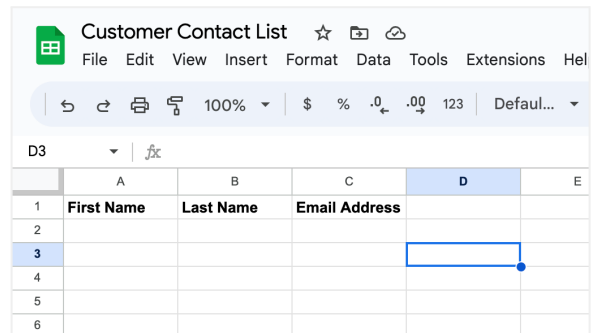 Customer Contact List
File Edit View Insert Format Data Tools Extensions Hel
100% $ % .0 .00 123 Defaul...
D3 fx
A B C D E
1 First Name Last Name Email Address
2
3
4
5
6